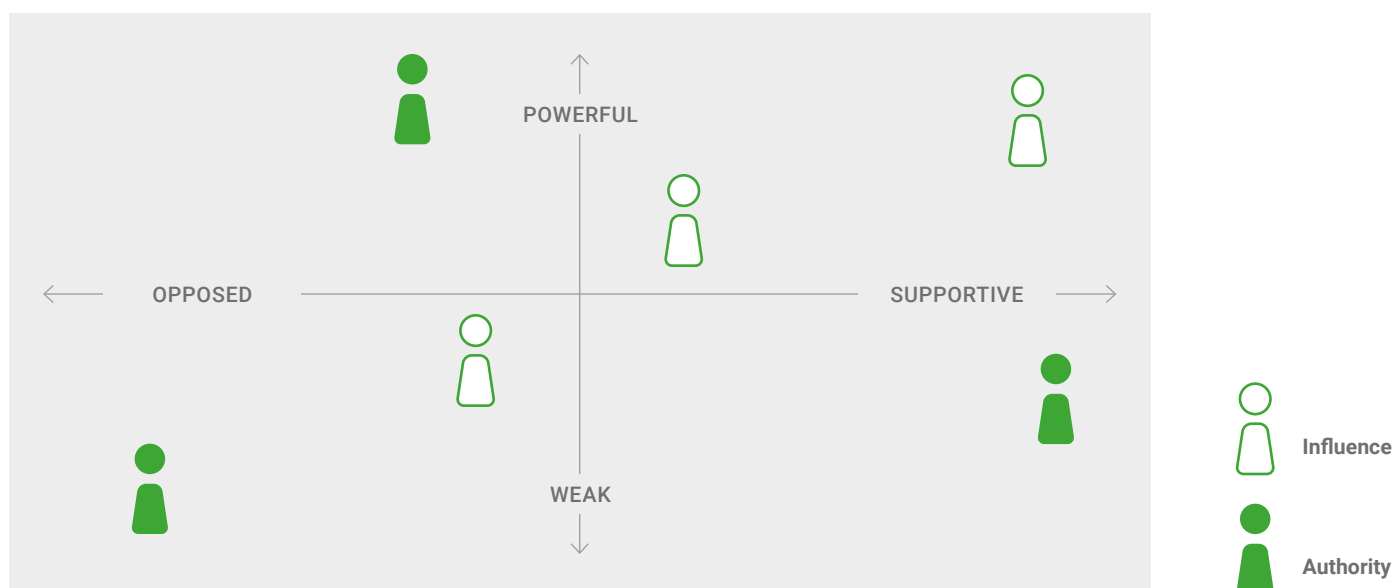 POWERFUL
OPPOSED
SUPPORTIVE
WEAK
Influence
Authority